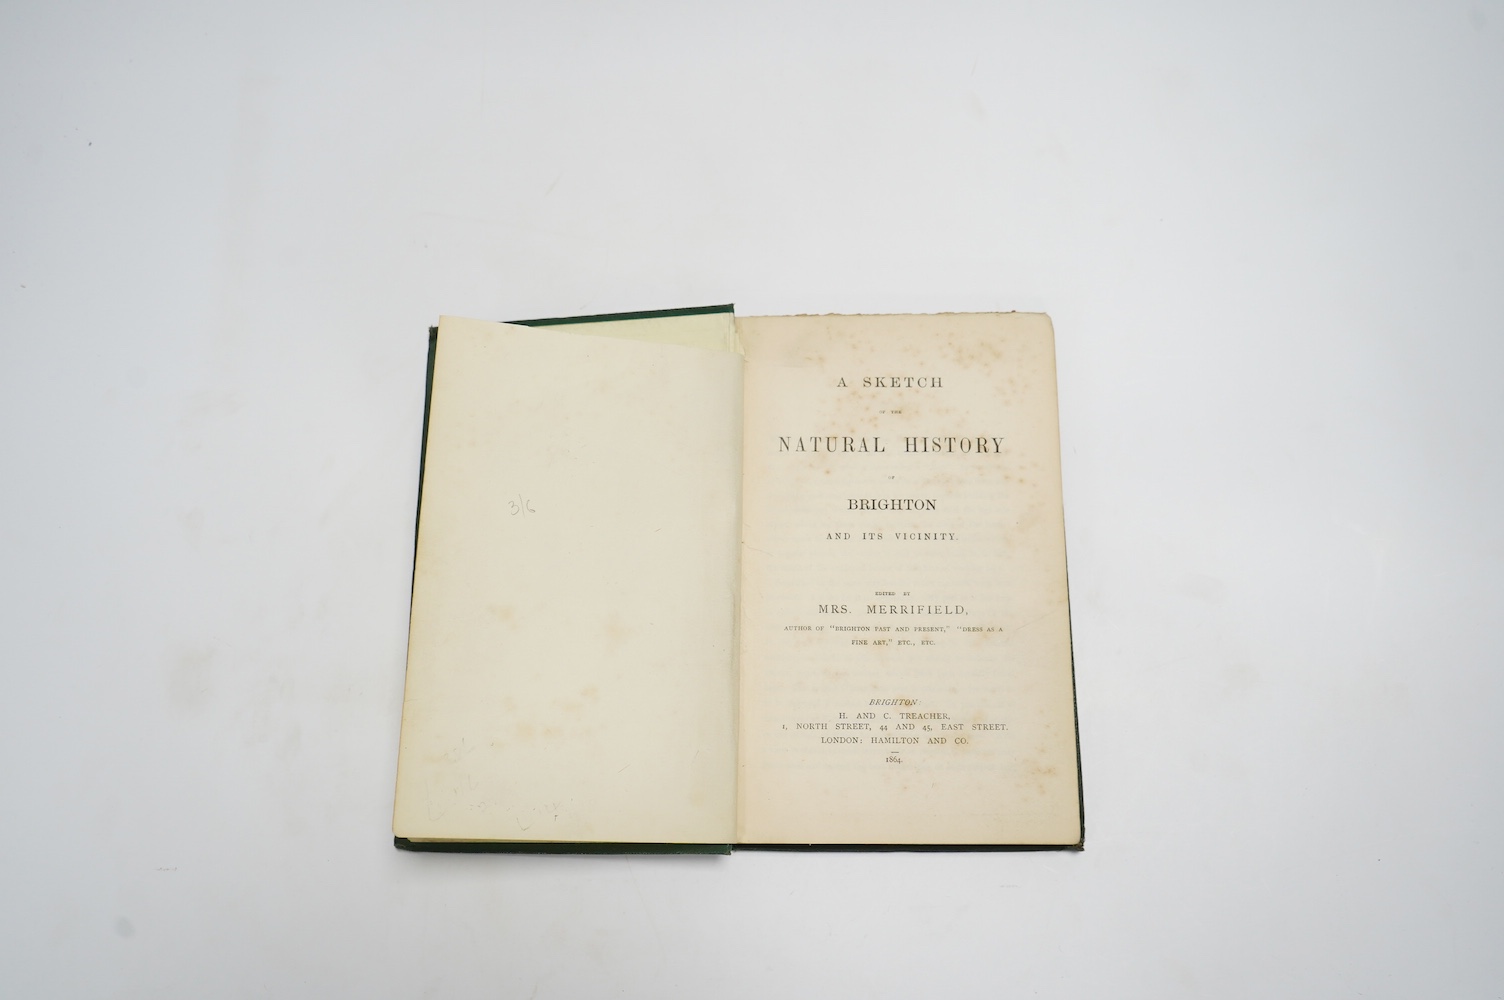 3/6
A SKETCH
OF THE
NATURAL HISTORY
OF
BRIGHTON
AND ITS VICINITY.
EDITED BY
MRS. MERRIFIELD,
AUTHOR OF "BRIGHTON PAST AND PRESENT," "DRESS AS A
FINE ART," ETC., ETC.
BRIGHTON:
H. AND C. TREACHER,
1, NORTH STREET, 44 AND 45, EAST STREET.
LONDON: HAMILTON AND CO.
1864.